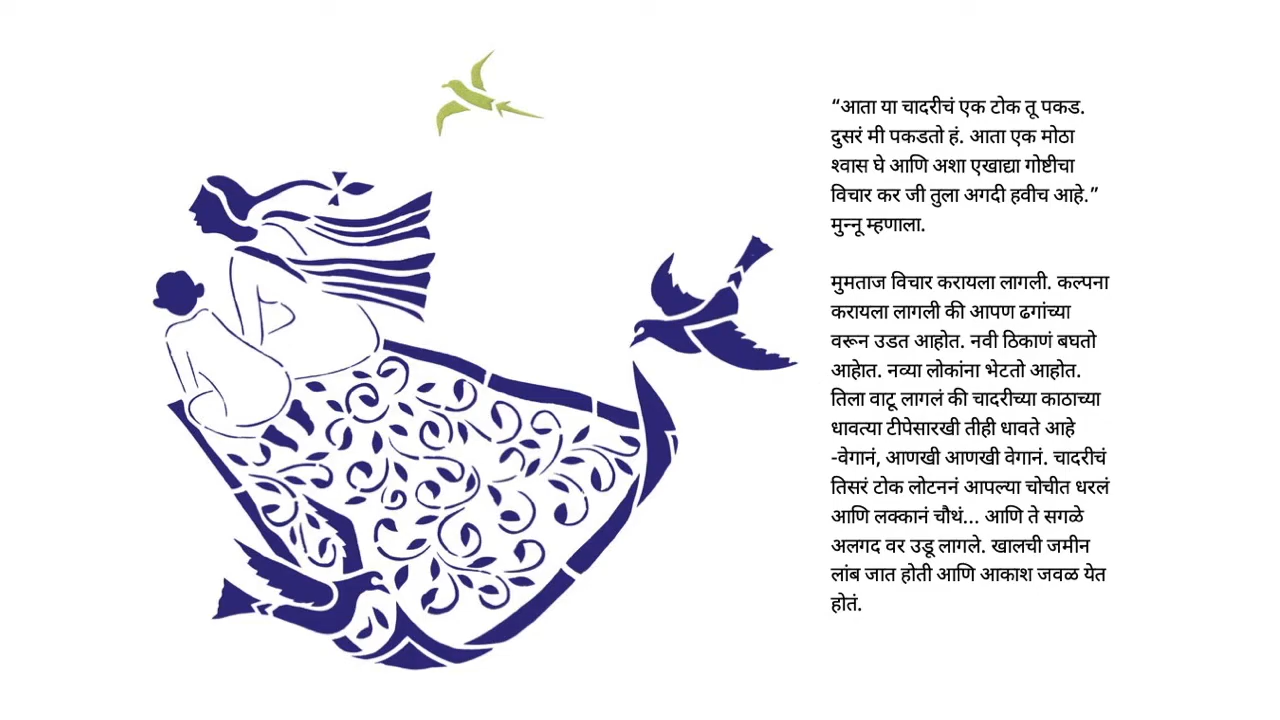 “आता या चादरीचं एक टोक तू पकड.
दुसरं मी पकडतो हं. आता एक मोठा
श्वास घे आणि अशा एखाद्या गोष्टीचा
विचार कर जी तुला अगदी हवीच आहे.”
मुन्नू म्हणाला.
मुमताज विचार करायला लागली. कल्पना
करायला लागली की आपण ढगांच्या
वरून उडत आहोत. नवी ठिकाणं बघतो
आहोत. नव्या लोकांना भेटतो आहोत.
तिला वाटू लागलं की चादरीच्या काठाच्या
धावत्या टीपेसारखी तीही धावते आहे
-वेगानं, आणखी आणखी वेगानं. चादरीचं
तिसरं टोक लोटननं आपल्या चोचीत धरलं
आणि लक्कानं चौथं... आणि ते सगळे
अलगद वर उडू लागले. खालची जमीन
लांब जात होती आणि आकाश जवळ येत
होतं.